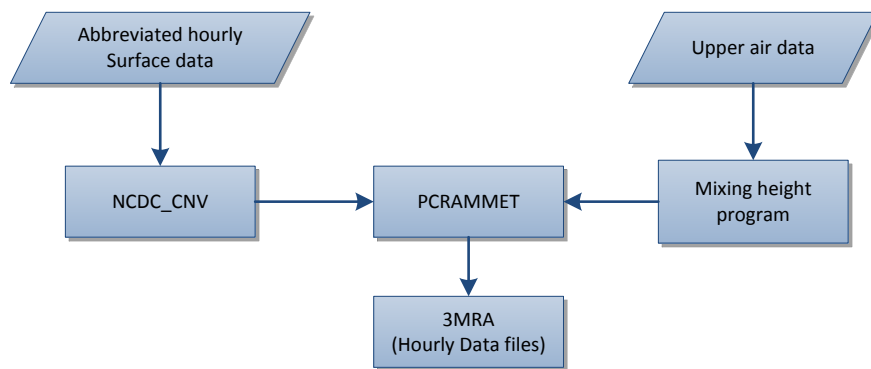 Abbreviated hourly
Surface data
Upper air data
NCDC_CNV
PCRAMMET
Mixing height
program
3MRA
(Hourly Data files)